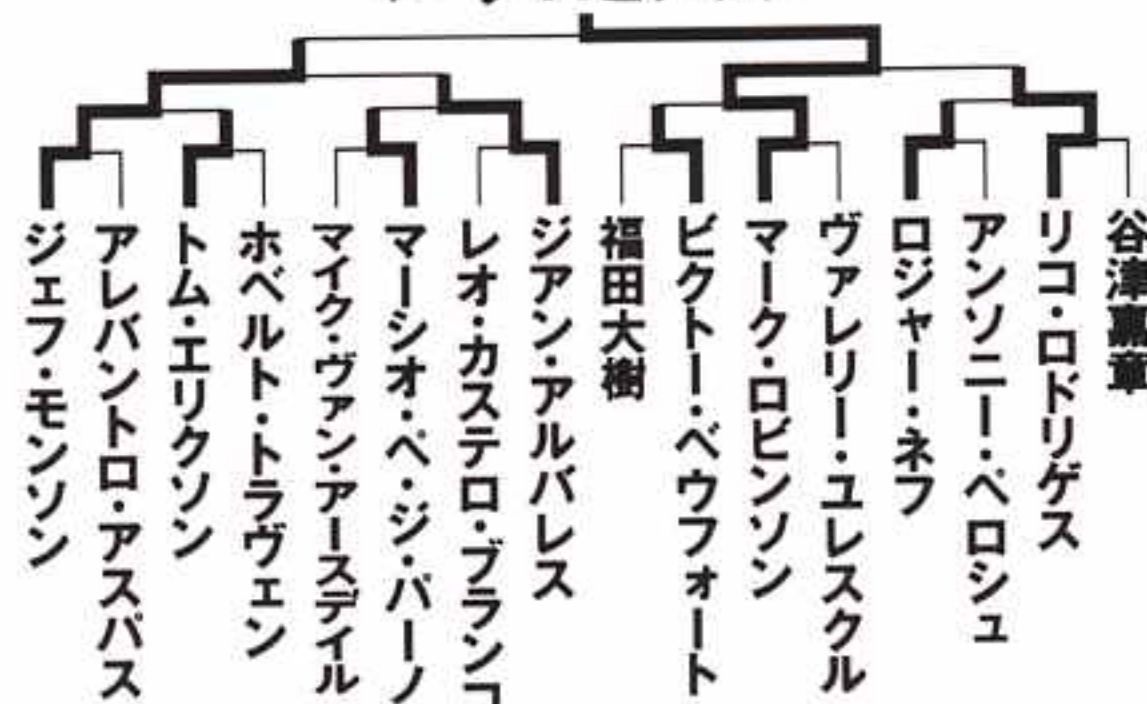 ジェフ・モンソン
アレバントロ・アスパス
トム・エリクソン
ホベルト・トラヴェン
マイク・ヴァン・アースデイル
マーシオ・ペ・ジ・パーノ
レオ・カステロ・ブランコ
ジアン・アルバレス
福田大樹
ビクトー・ベウフォート
マーク・ロビンソン
ヴァレリー・ユレスクル
ロジャー・ネフ
アンソニー・ペロシュ
リコ・ロドリゲス
谷津嘉章